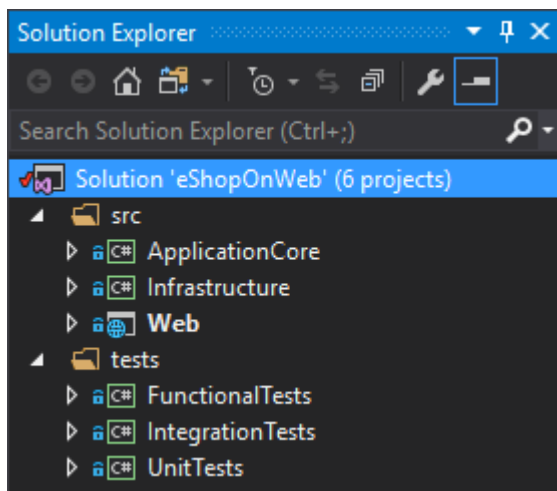 Solution Explorer
Search Solution Explorer (Ctrl+;)
Solution 'eShopOnWeb' (6 projects)
src
C# ApplicationCore
C# Infrastructure
Web
tests
C# FunctionalTests
C# IntegrationTests
C# UnitTests